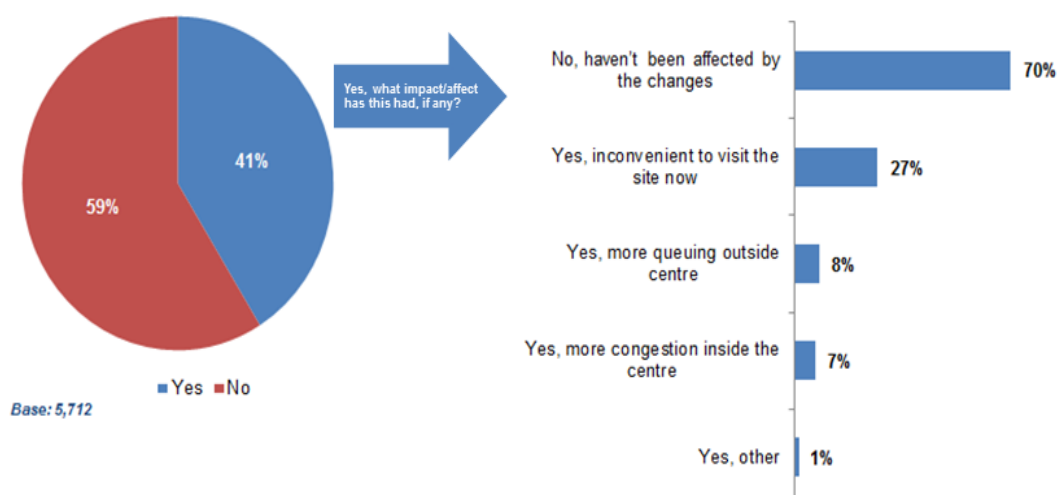 41%
59%
Yes
No
Base: 5,712
Yes, what impact/affect
has this had, if any?
No, haven't been affected by
the changes
70%
Yes, inconvenient to visit the
site now
27%
Yes, more queuing outside
centre
8%
Yes, more congestion inside the
centre
7%
Yes, other
1%